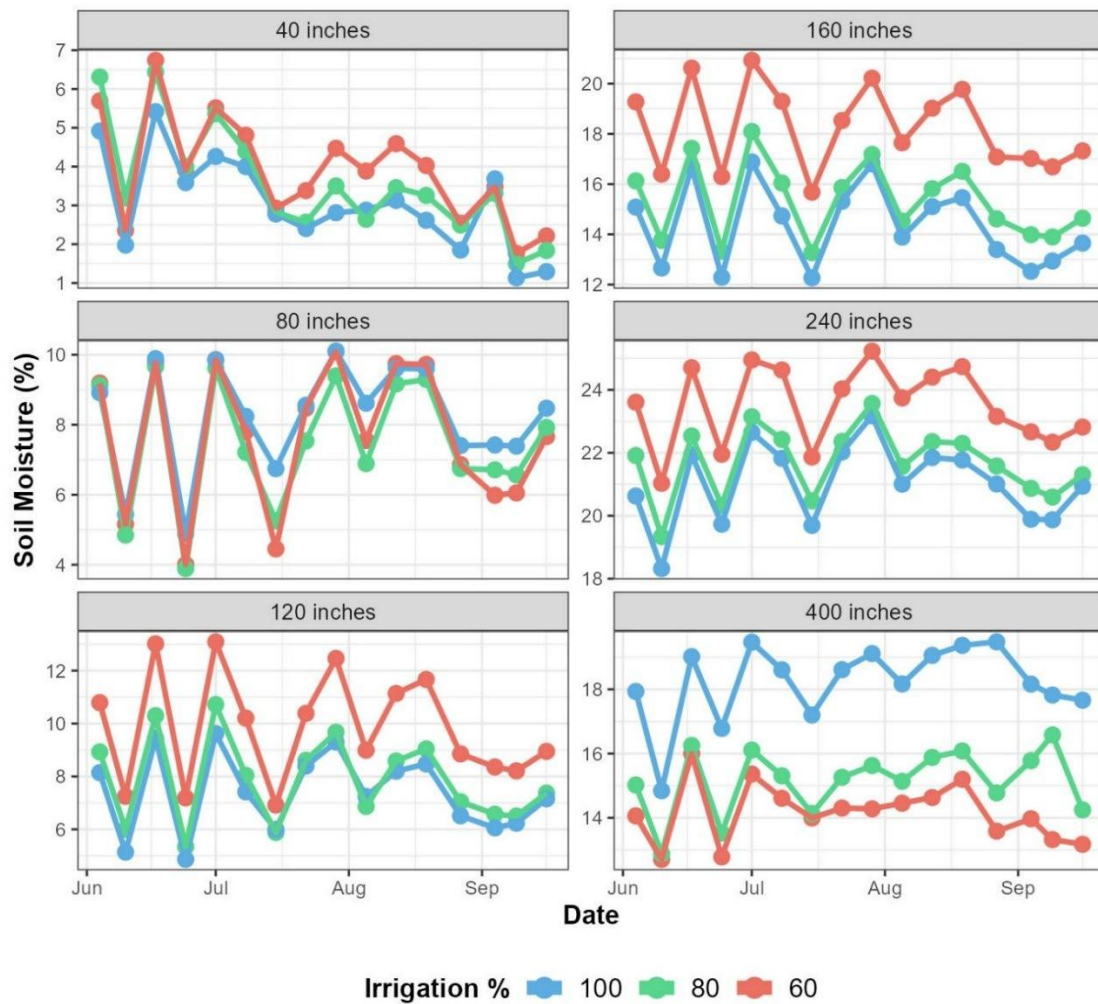 40 inches
7
6
5
4
3
2
1
160 inches
20
18
16
14
12
80 inches
10
8
6
4
240 inches
24
22
20
18
120 inches
12
10
8
6
400 inches
18
16
14
Jun Jul Aug Sep
Jun Jul Aug Sep
Soil Moisture (%)
Date
Irrigation % 100 80 60